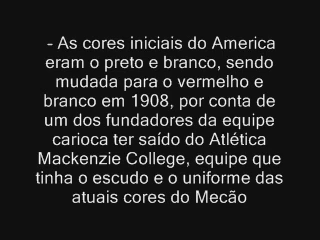 - As cores iniciais do America
eram o preto e branco, sendo
mudada para o vermelho e
branco em 1908, por conta de
um dos fundadores da equipe
carioca ter saído do Atlética
Mackenzie College, equipe que
tinha o escudo e o uniforme das
atuais cores do Mecão